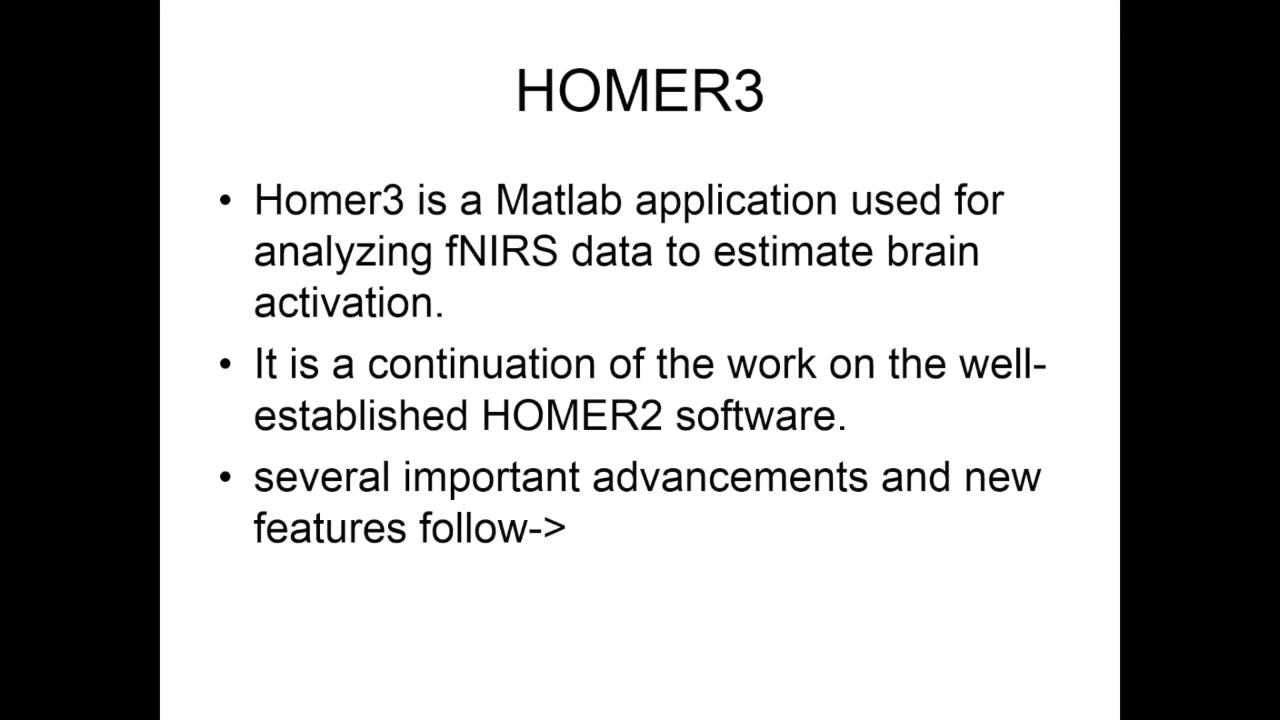 HOMER3
• Homer3 is a Matlab application used for
analyzing fNIRS data to estimate brain
activation.
• It is a continuation of the work on the well-
established HOMER2 software.
• several important advancements and new
features follow->